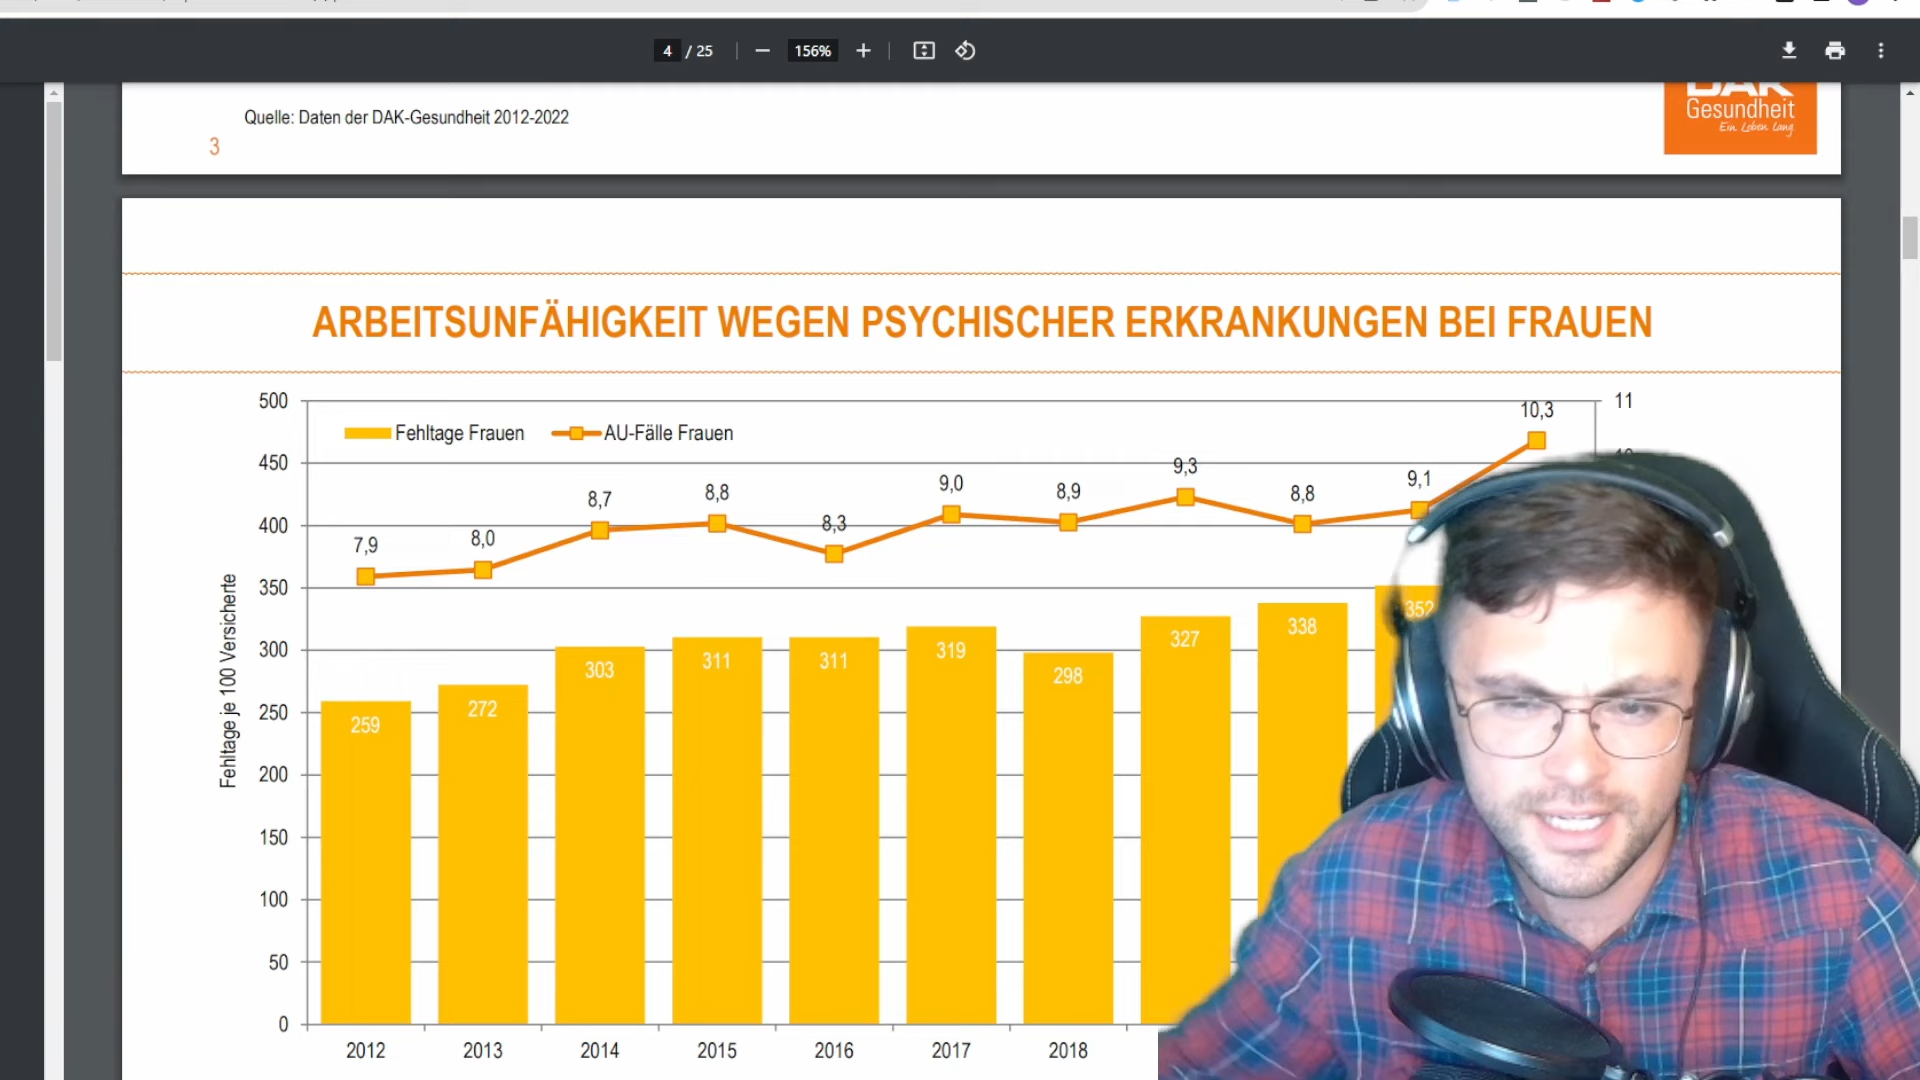 4 / 25 156%
Quelle: Daten der DAK-Gesundheit 2012-2022
3
DAK
Gesundheit
Ein Leben lang
ARBEITSUNFÄHIGKEIT WEGEN PSYCHISCHER ERKRANKUNGEN BEI FRAUEN
Fehltage Frauen AU-Fälle Frauen
Fehltage je 100 Versicherte
500
450
400
350
300
250
200
150
100
50
0
11
7,9 8,0 8,7 8,8 8,3 9,0 8,9 9,3 8,8 9,1 10,3
259 272 303 311 311 319 298 327 338 352
2012 2013 2014 2015 2016 2017 2018